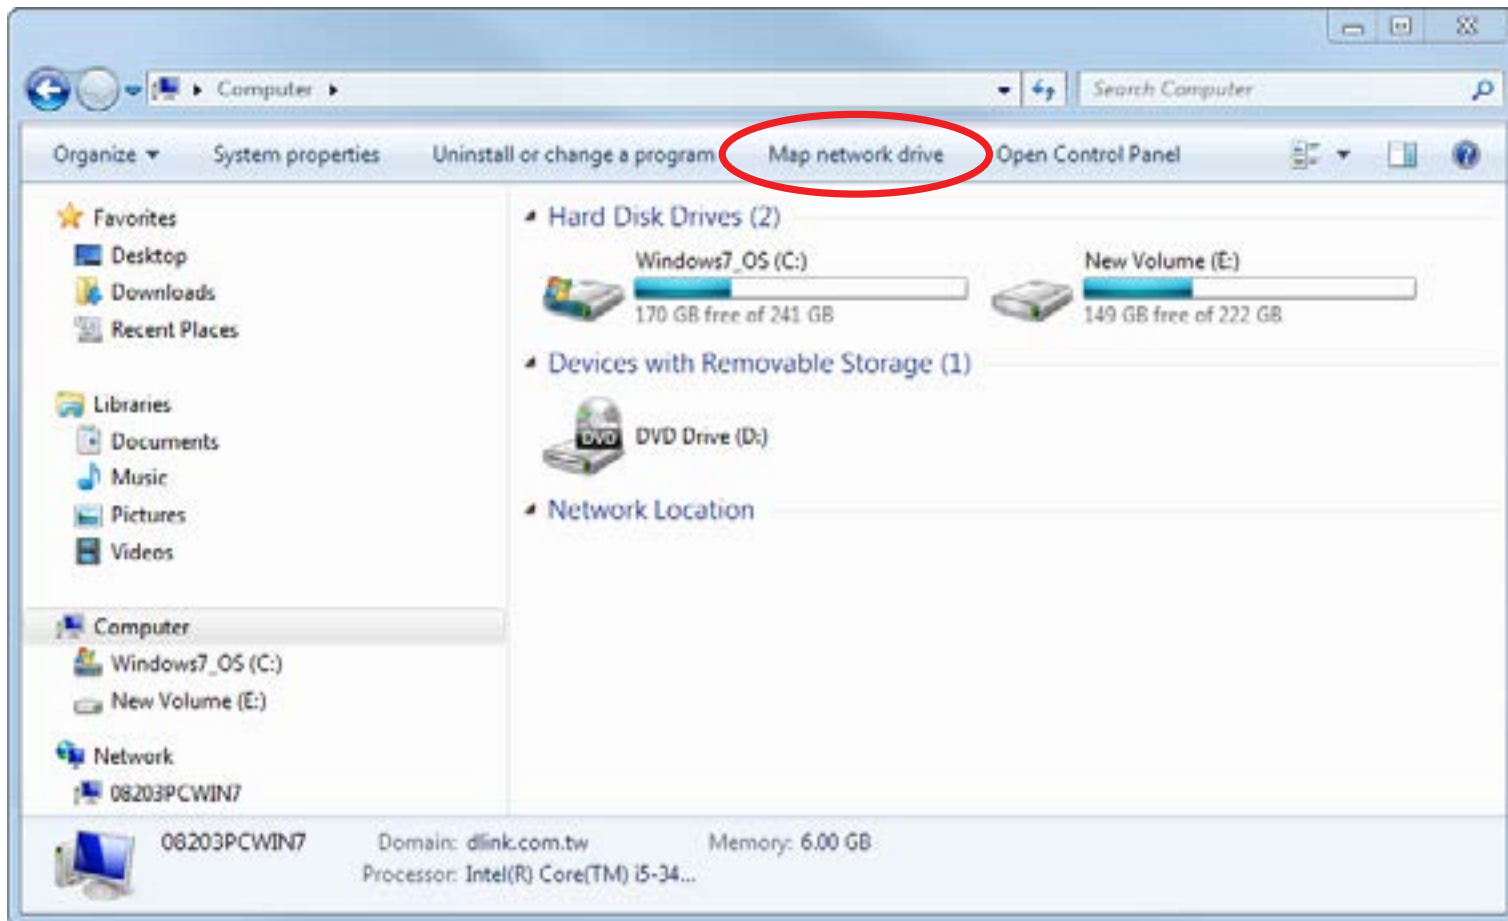 Computer
Search Computer
Organize System properties Uninstall or change a program Map network drive Open Control Panel
Favorites
Desktop
Downloads
Recent Places
Libraries
Documents
Music
Pictures
Videos
Computer
Windows7_OS (C:)
New Volume (E:)
Network
08203PCWIN7
Hard Disk Drives (2)
Windows7_OS (C:)
170 GB free of 241 GB
New Volume (E:)
149 GB free of 222 GB
Devices with Removable Storage (1)
DVD
DVD Drive (D:)
Network Location
08203PCWIN7 Domain: dlink.com.tw Memory: 6.00 GB
Processor: Intel(R) Core(TM) i5-34...